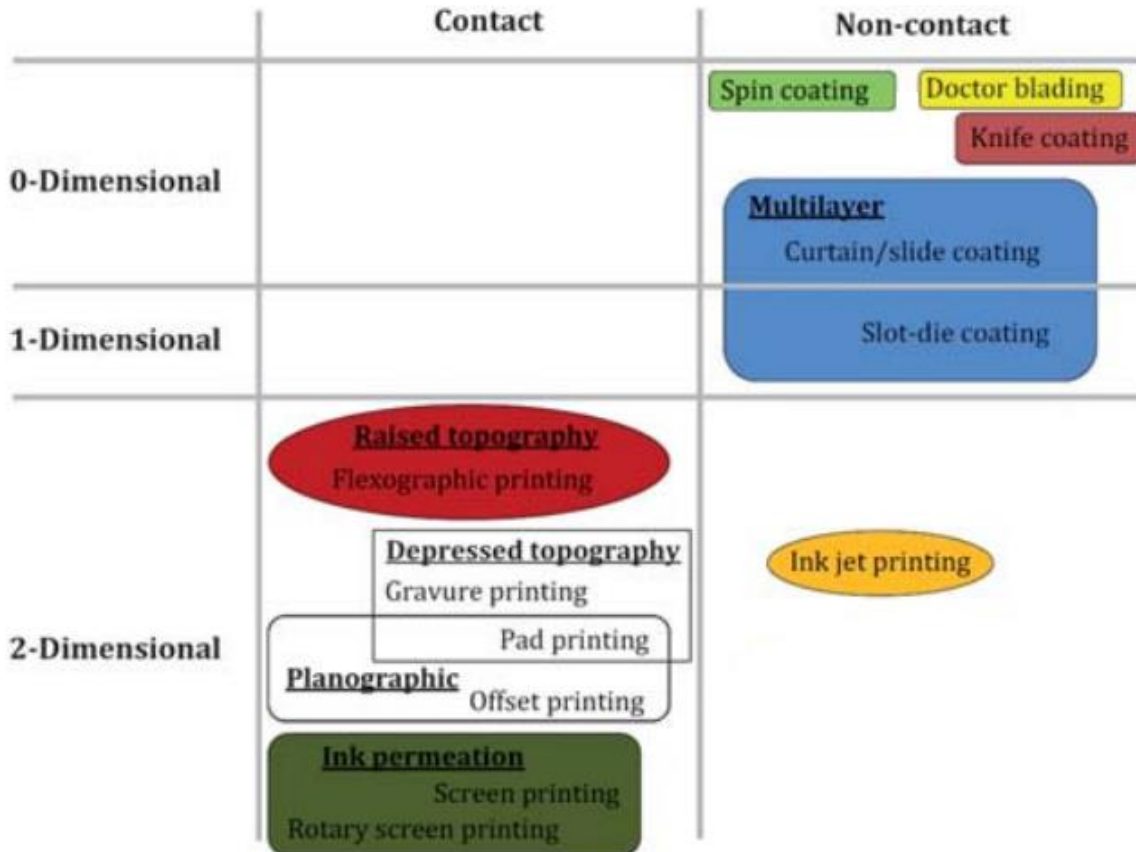 Contact
Non-contact
0-Dimensional
Spin coating
Doctor blading
Knife coating
Multilayer
Curtain/slide coating
1-Dimensional
Slot-die coating
2-Dimensional
Raised topography
Flexographic printing
Depressed topography
Gravure printing
Pad printing
Planographic
Offset printing
Ink permeation
Screen printing
Rotary screen printing
Ink jet printing